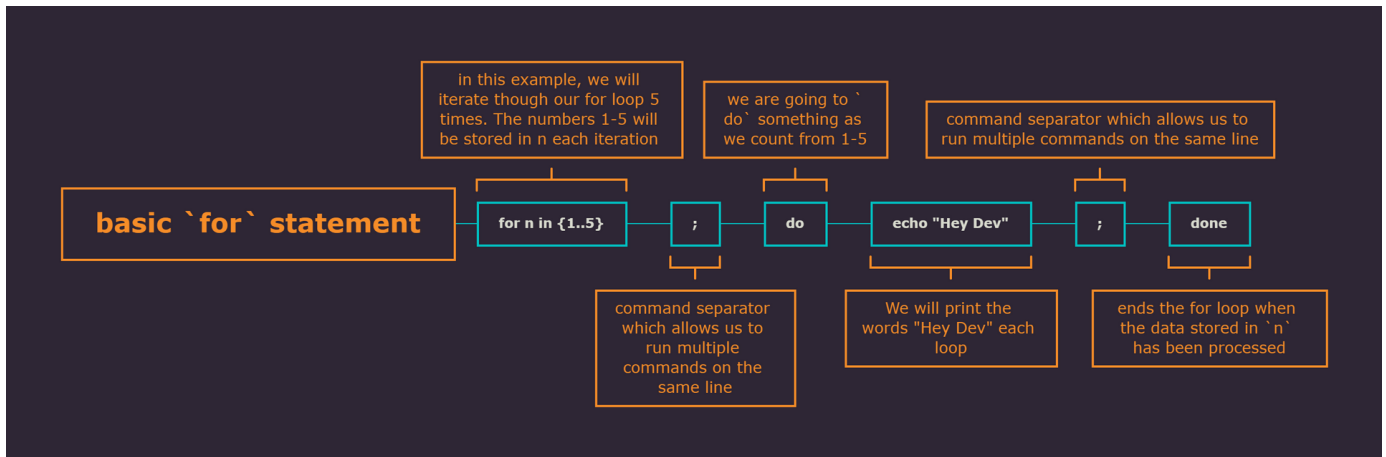 in this example, we will
iterate though our for loop 5
times. The numbers 1-5 will
be stored in n each iteration
we are going to `
do` something as
we count from 1-5
command separator which allows us to
run multiple commands on the same line
basic `for` statement
for n in {1..5}
;
do
echo "Hey Dev"
;
done
command separator
which allows us to
run multiple
commands on the
same line
We will print the
words "Hey Dev" each
loop
ends the for loop when
the data stored in `n`
has been processed